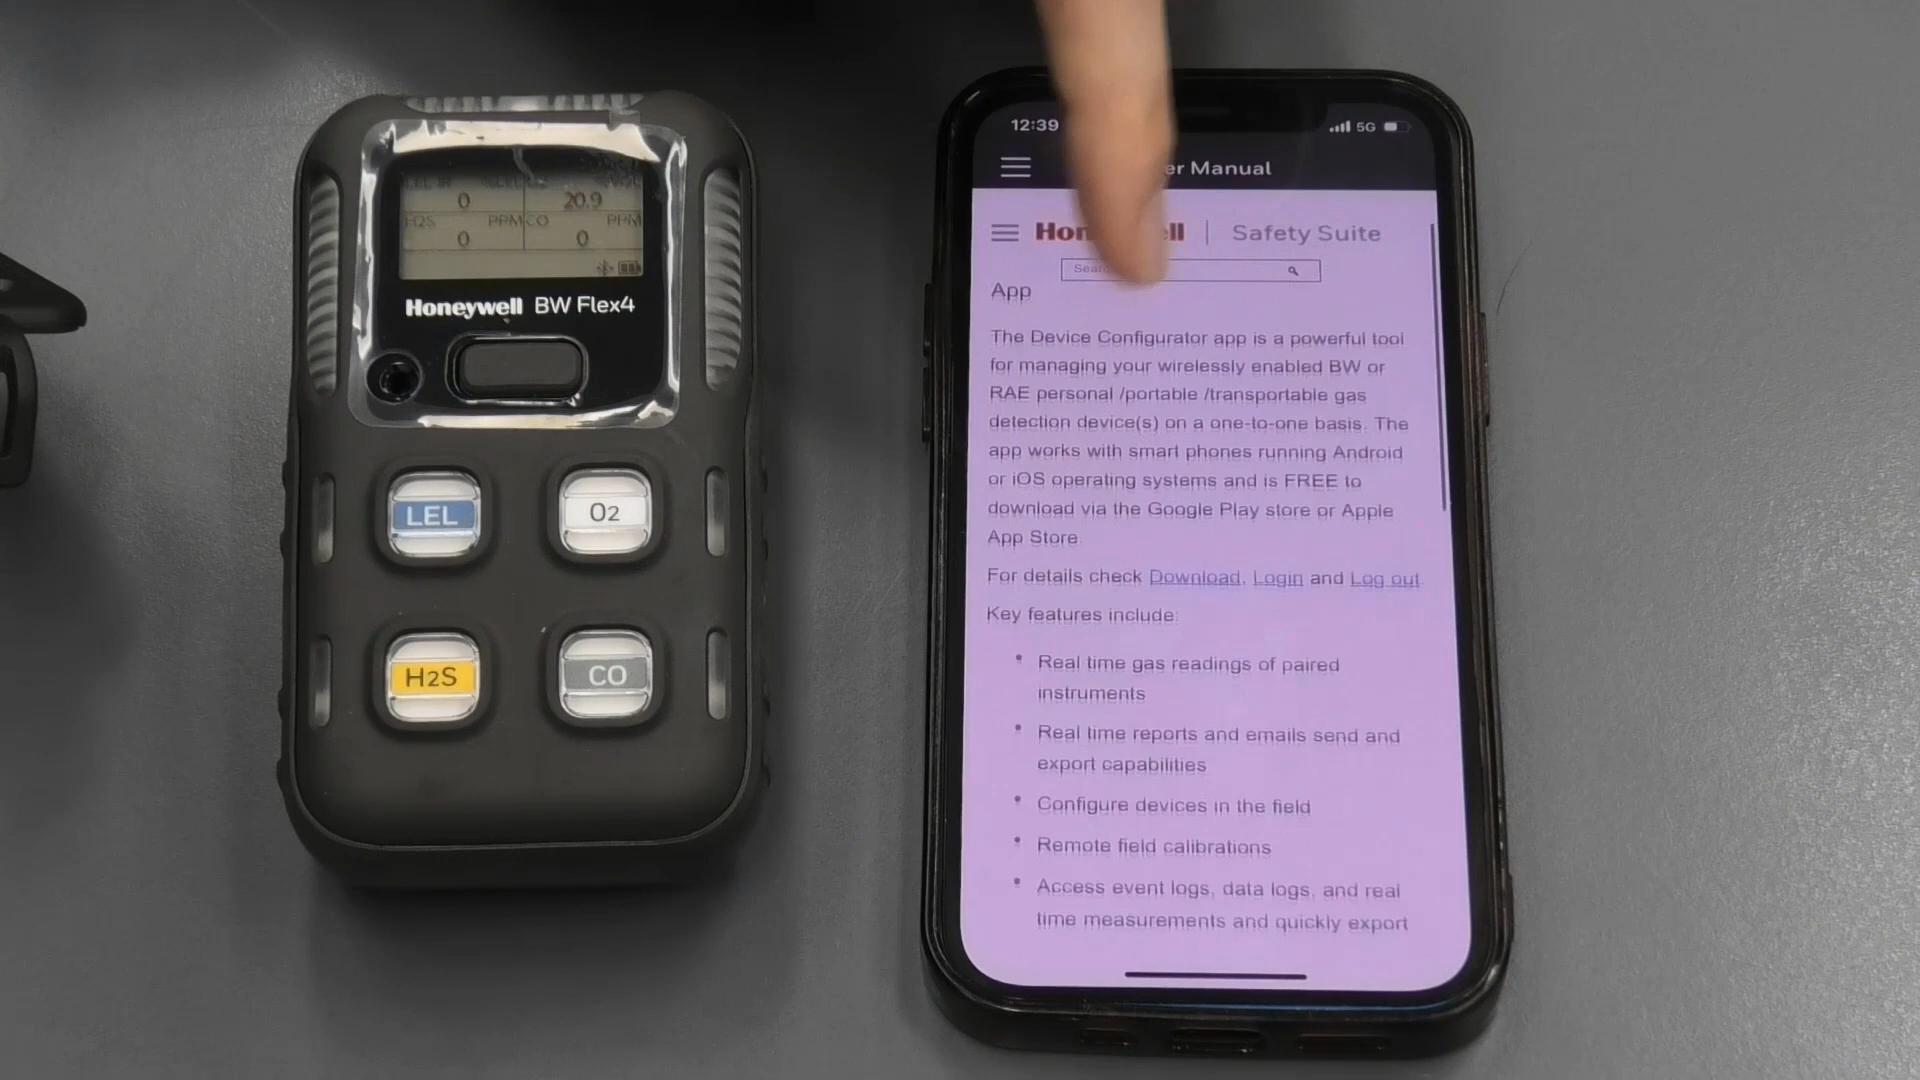 0 20.9
H2S PPM CO PPM
0 0
Honeywell BW Flex4
LEL
O2
H2S
CO
12:39
5G
er Manual
Hon ell | Safety Suite
Sear
App
The Device Configurator app is a powerful tool
for managing your wirelessly enabled BW or
RAE personal /portable /transportable gas
detection device(s) on a one-to-one basis. The
app works with smart phones running Android
or iOS operating systems and is FREE to
download via the Google Play store or Apple
App Store.
For details check Download, Login and Log out
Key features include:
• Real time gas readings of paired
instruments
• Real time reports and emails send and
export capabilities
• Configure devices in the field
• Remote field calibrations
• Access event logs, data logs, and real
time measurements and quickly export